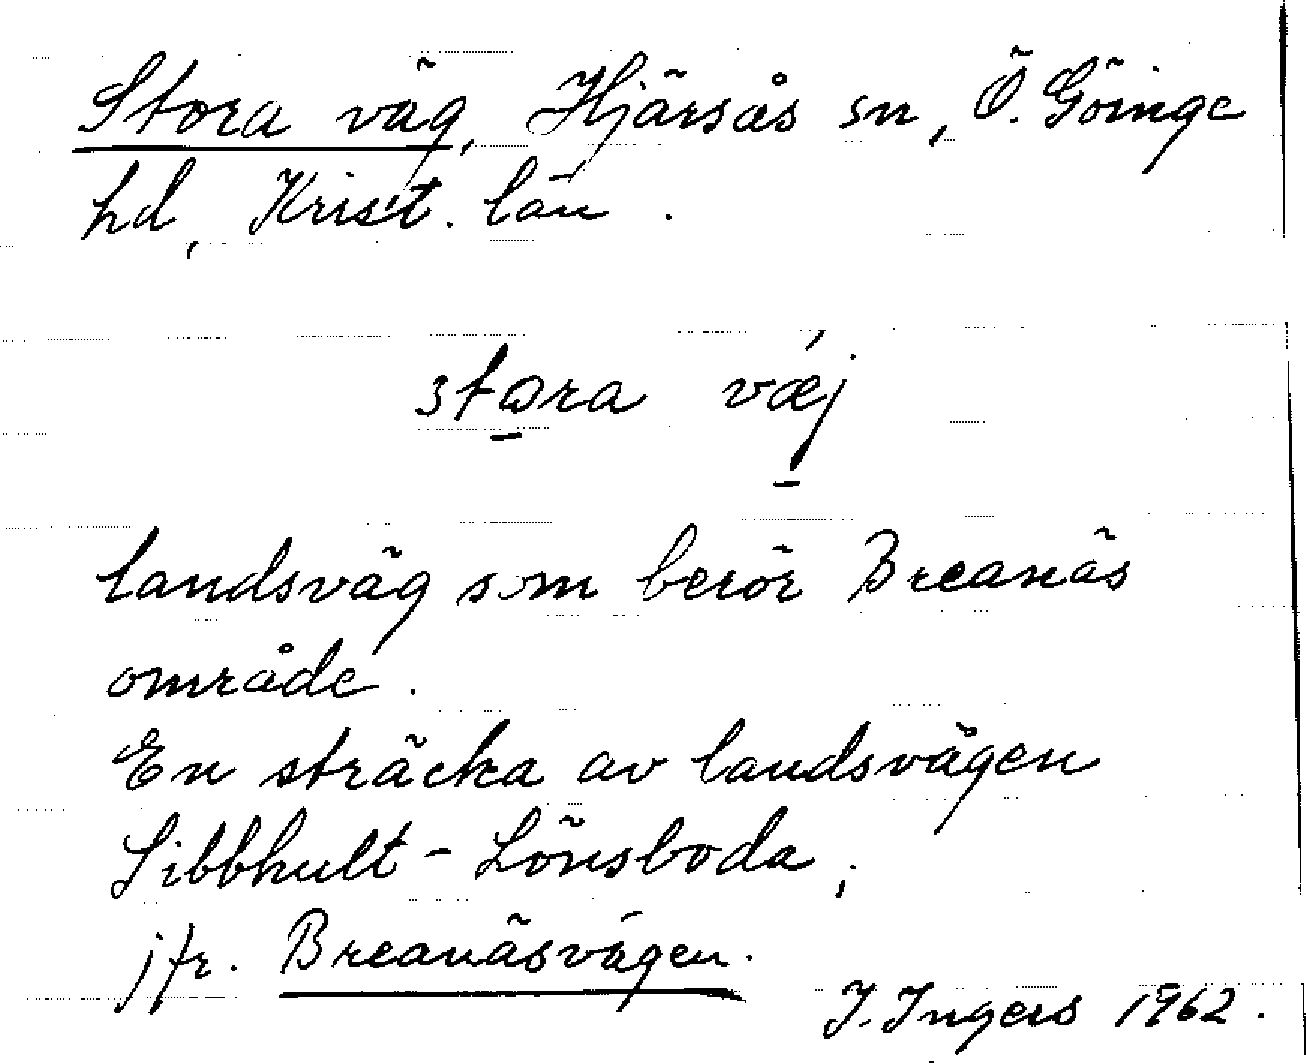 Stora väg, Hjärsås sn, Ö. Göinge
hd, Krist. län.
stora væ̣j
landsväg som berör Breanäs
område.
En sträcka av landsvägen
Sibbhult - Lönsboda;
jfr. Breanäsvägen.
I. Ingers 1962.